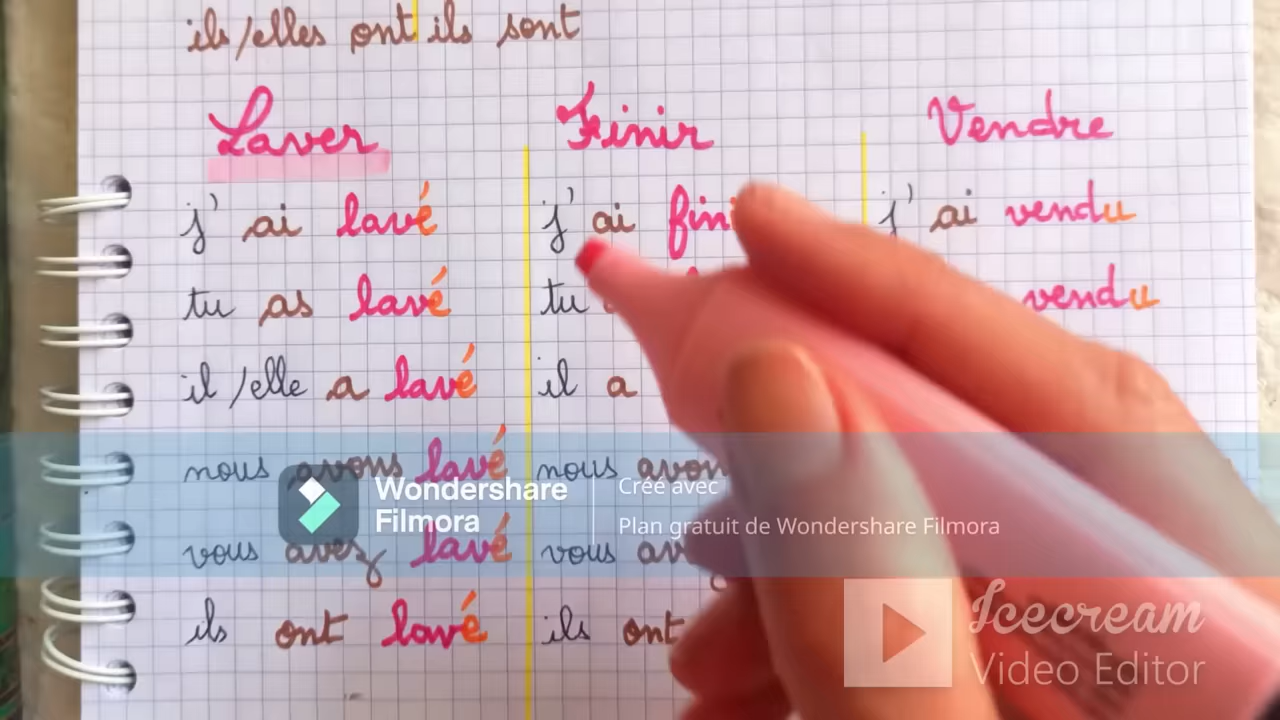 ils/elles ont ils sont
Laver Finir Vendre
j'ai lavé j'ai fini j'ai vendu
tu as lavé tu vendu
il/elle a lavé il a
nous avons lavé nous avons
vous avez lavé vous
ils ont lavé ils ont
Wondershare
Filmora
Créé avec
Plan gratuit de Wondershare Filmora
Icecream
Video Editor